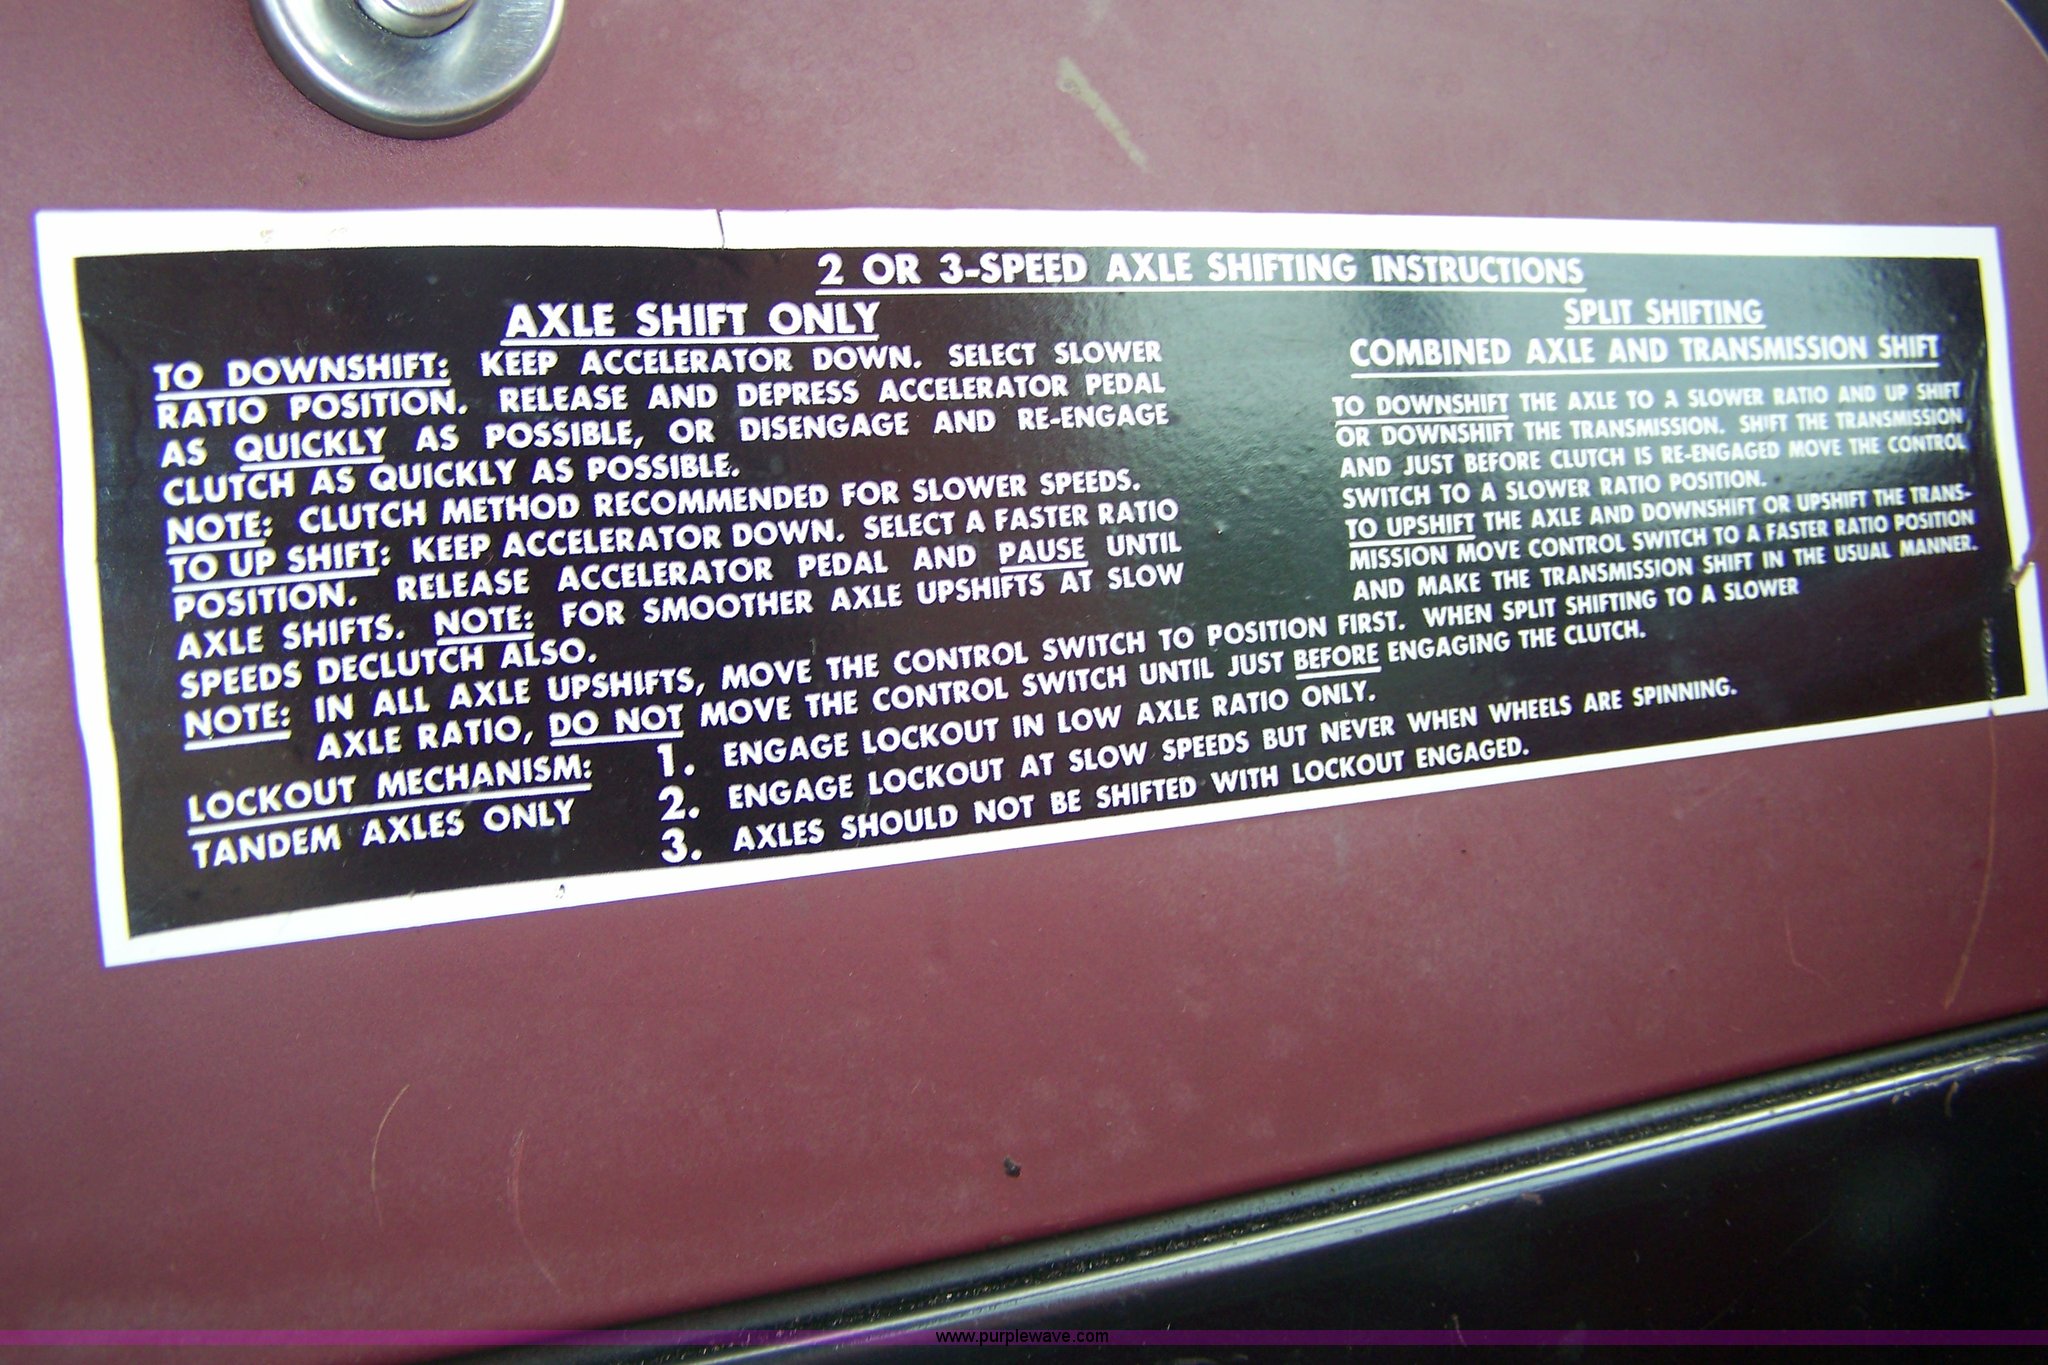 2 OR 3-SPEED AXLE SHIFTING INSTRUCTIONS
AXLE SHIFT ONLY
TO DOWNSHIFT: KEEP ACCELERATOR DOWN. SELECT SLOWER
RATIO POSITION. RELEASE AND DEPRESS ACCELERATOR PEDAL
AS QUICKLY AS POSSIBLE, OR DISENGAGE AND RE-ENGAGE
CLUTCH AS QUICKLY AS POSSIBLE.
NOTE: CLUTCH METHOD RECOMMENDED FOR SLOWER SPEEDS.
TO UP SHIFT: KEEP ACCELERATOR DOWN. SELECT A FASTER RATIO
POSITION. RELEASE ACCELERATOR PEDAL AND PAUSE UNTIL
AXLE SHIFTS. NOTE: FOR SMOOTHER AXLE UPSHIFTS AT SLOW
SPEEDS DECLUTCH ALSO.
SPLIT SHIFTING
COMBINED AXLE AND TRANSMISSION SHIFT
TO DOWNSHIFT THE AXLE TO A SLOWER RATIO AND UP SHIFT
OR DOWNSHIFT THE TRANSMISSION. SHIFT THE TRANSMISSION,
AND JUST BEFORE CLUTCH IS RE-ENGAGED MOVE THE CONTROL
SWITCH TO A SLOWER RATIO POSITION.
TO UPSHIFT THE AXLE AND DOWNSHIFT OR UPSHIFT THE TRANS-
MISSION MOVE CONTROL SWITCH TO A FASTER RATIO POSITION
AND MAKE THE TRANSMISSION SHIFT IN THE USUAL MANNER.
NOTE: IN ALL AXLE UPSHIFTS, MOVE THE CONTROL SWITCH TO POSITION FIRST. WHEN SPLIT SHIFTING TO A SLOWER
AXLE RATIO, DO NOT MOVE THE CONTROL SWITCH UNTIL JUST BEFORE ENGAGING THE CLUTCH.
LOCKOUT MECHANISM:
TANDEM AXLES ONLY
1. ENGAGE LOCKOUT IN LOW AXLE RATIO ONLY.
2. ENGAGE LOCKOUT AT SLOW SPEEDS BUT NEVER WHEN WHEELS ARE SPINNING.
3. AXLES SHOULD NOT BE SHIFTED WITH LOCKOUT ENGAGED.
www.purplewave.com